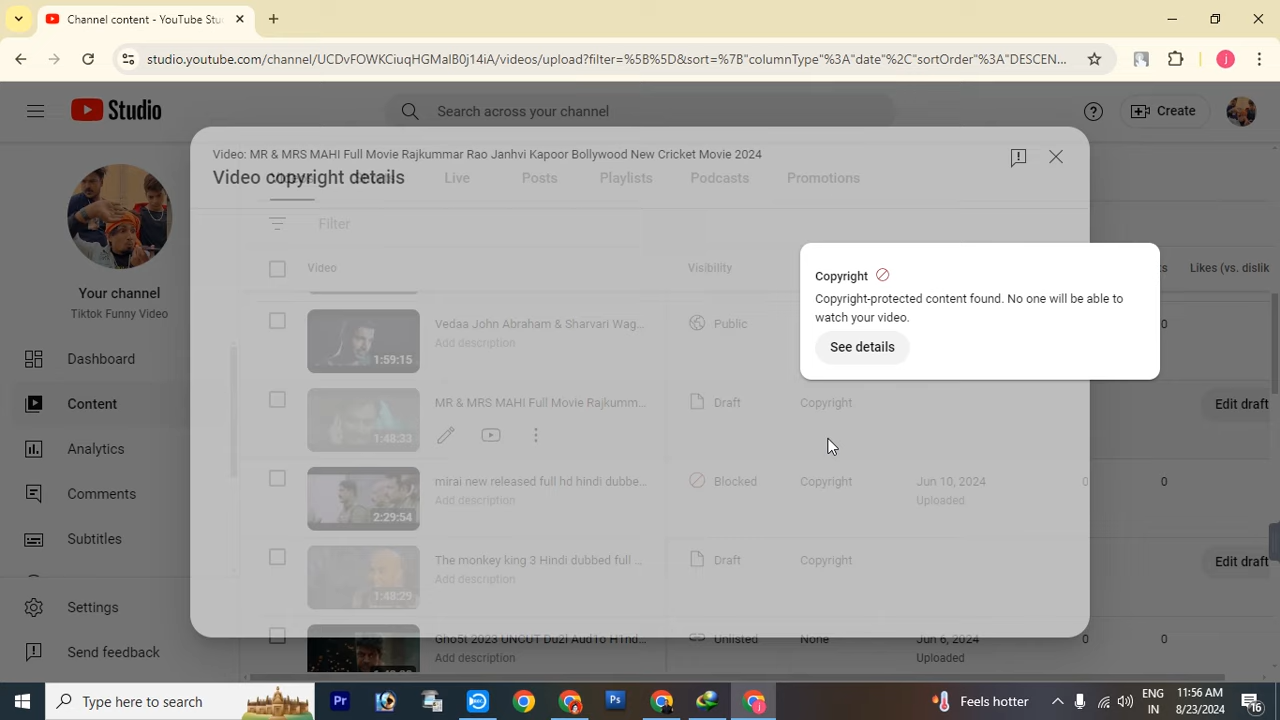 Channel content - YouTube Stu
studio.youtube.com/channel/UCDvFOWKCiuqHGMaIB0j14iA/videos/upload?filter=%5B%5D&sort=%7B"columnType"%3A"date"%2C"sortOrder"%3A"DESCEN...
Studio
Search across your channel
Create
Video: MR & MRS MAHI Full Movie Rajkummar Rao Janhvi Kapoor Bollywood New Cricket Movie 2024
Video copyright details
Live
Posts
Playlists
Podcasts
Promotions
Filter
Video
Visibility
Likes (vs. dislik
Copyright
Copyright-protected content found. No one will be able to
watch your video.
See details
Your channel
Tiktok Funny Video
Dashboard
Content
Analytics
Comments
Subtitles
Settings
Send feedback
Vedaa John Abraham & Sharvari Wag...
Add description
1:59:15
Public
0
MR & MRS MAHI Full Movie Rajkumm...
1:48:33
Draft
Copyright
Edit draft
mirai new released full hd hindi dubbe...
Add description
2:29:54
Blocked
Copyright
Jun 10, 2024
Uploaded
0
0
The monkey king 3 Hindi dubbed full ...
Add description
1:48:29
Draft
Copyright
Edit draft
Gho5t 2023 UNCUT Du2l Aud1o H1nd...
Add description
Unlisted
None
Jun 6, 2024
Uploaded
0
0
Type here to search
Pr
Ps
Feels hotter
ENG
IN
11:56 AM
8/23/2024
16